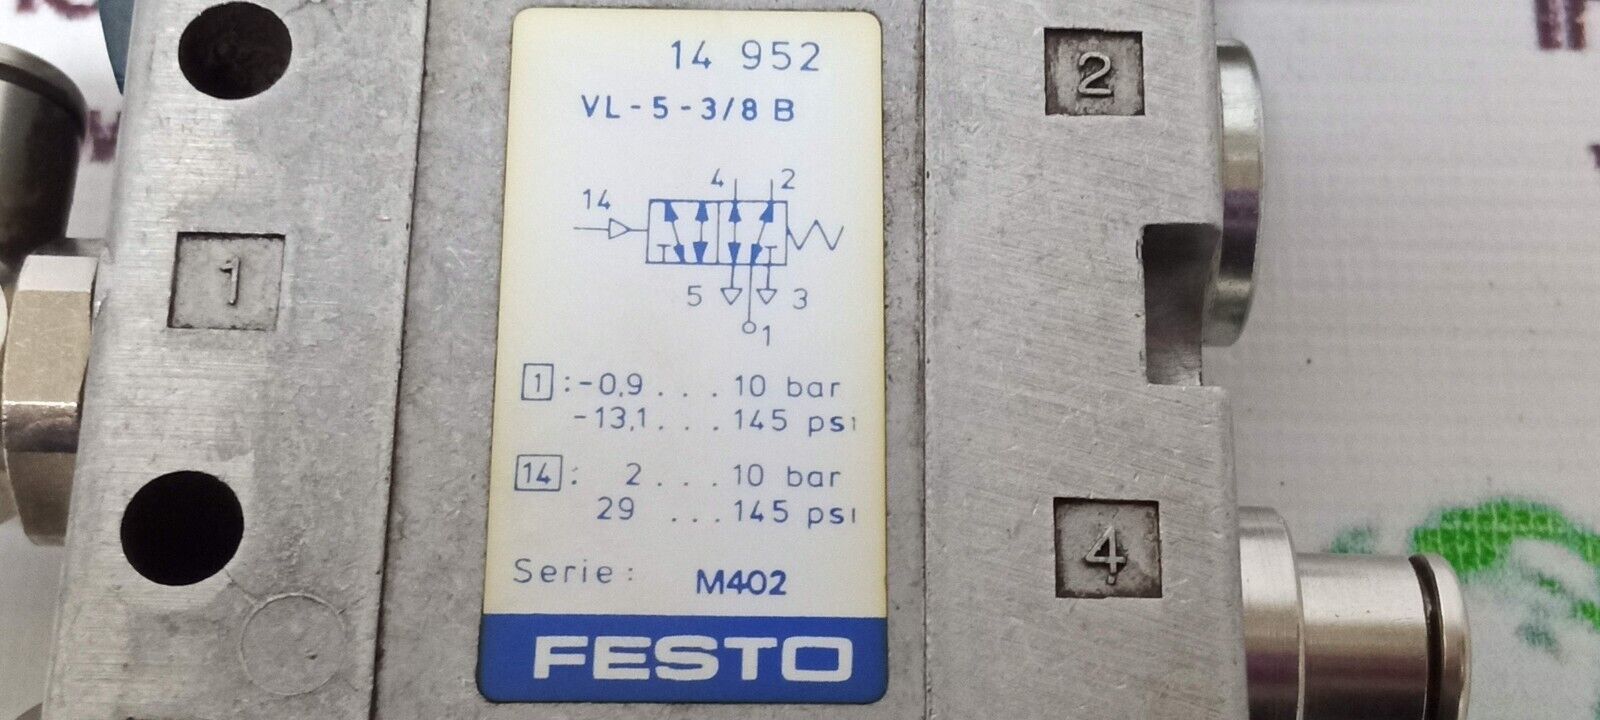 14 952
VL-5-3/8 B
4 2
14
5 3
1
1 :-0,9 . . . 10 bar
-13,1 . . . 145 psi
14 : 2 . . . 10 bar
29 . . . 145 psi
Serie: M402
FESTO
1
2
4